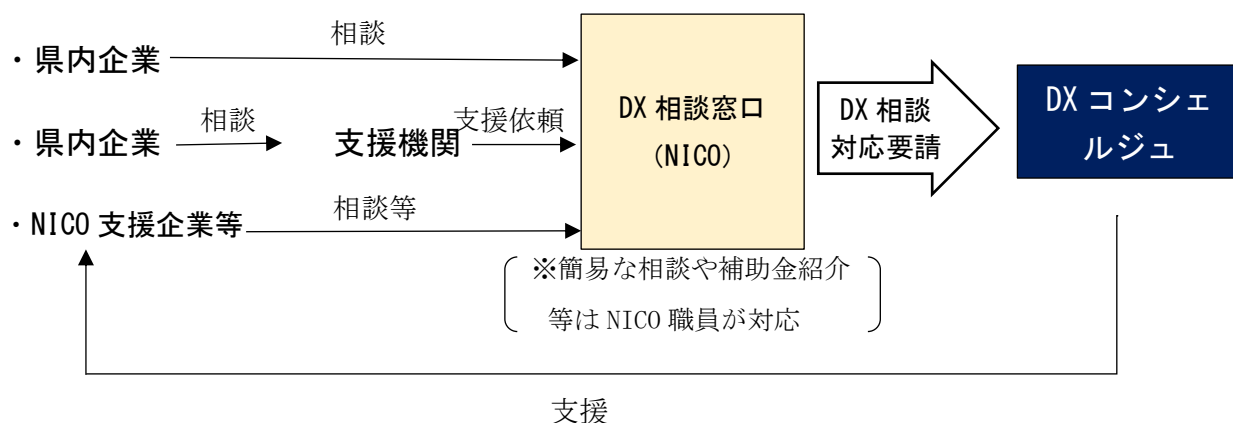 相談
・県内企業
DX 相談窓口
(NICO)
DX 相談
対応要請
DX コンシェ
ルジュ
・県内企業
相談
支援機関
支援依頼
・NICO 支援企業等
相談等
※簡易な相談や補助金紹介
等は NICO 職員が対応
支援